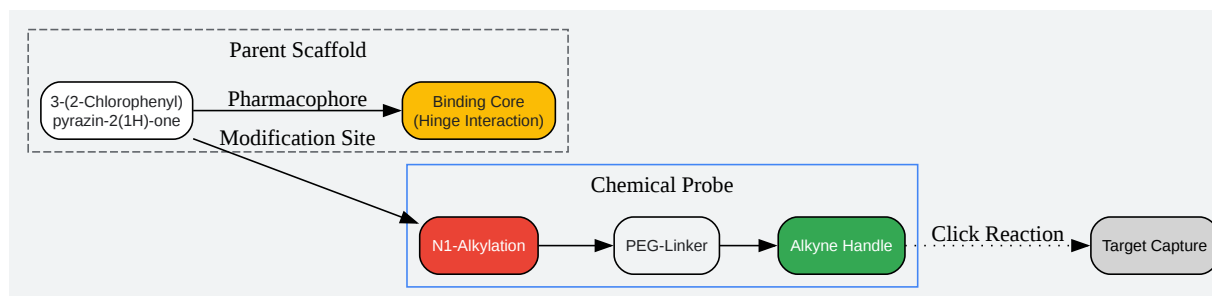 Parent Scaffold
3-(2-Chlorophenyl)
pyrazin-2(1H)-one
Pharmacophore
Binding Core
(Hinge Interaction)
Modification Site
Chemical Probe
N1-Alkylation
PEG-Linker
Alkyne Handle
Click Reaction
Target Capture